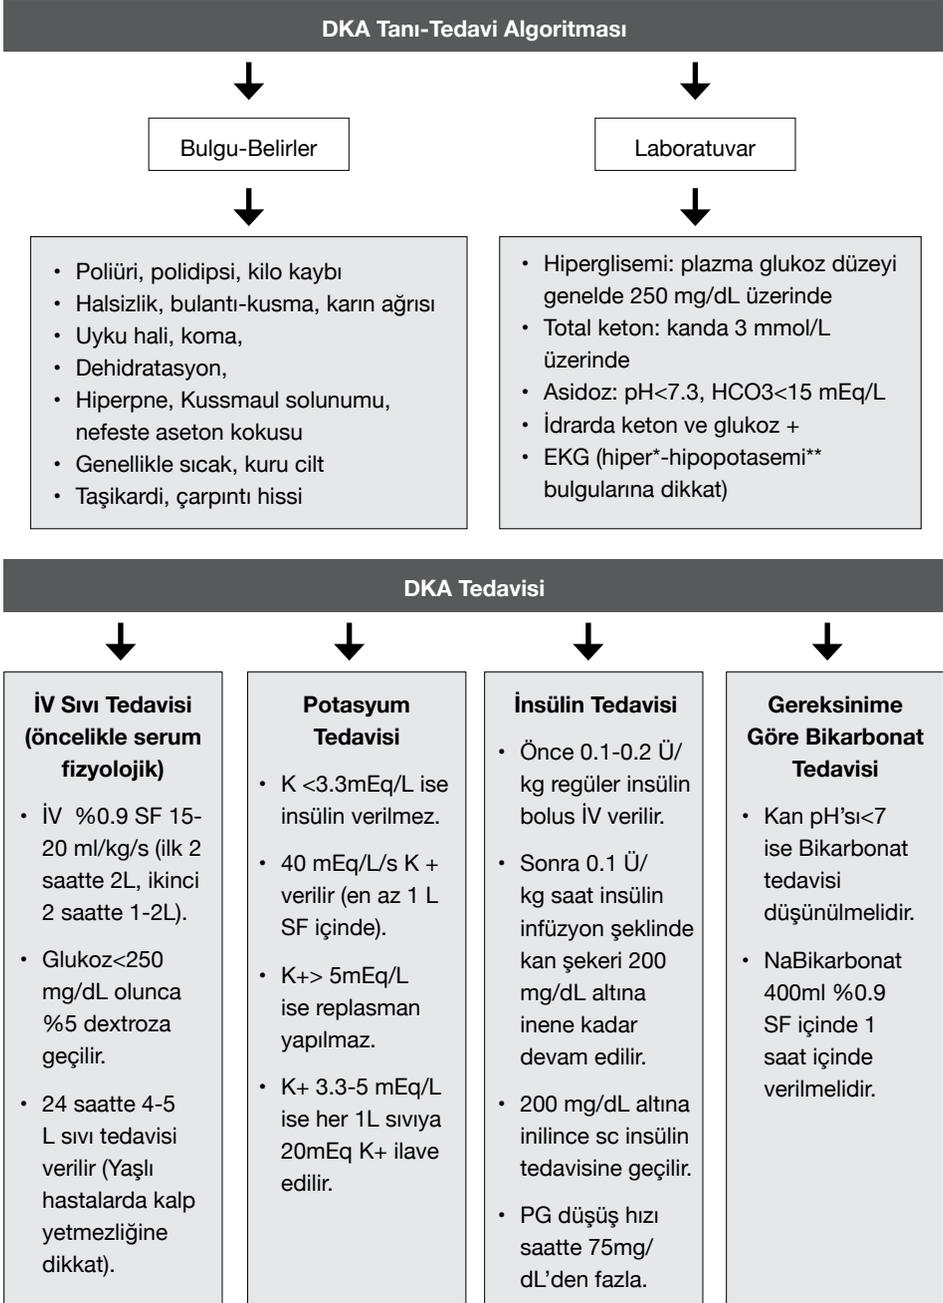 DKA Tanı-Tedavi Algoritması
Bulgu-Belirler
Laboratuvar
• Poliüri, polidipsi, kilo kaybı
• Halsizlik, bulantı-kusma, karın ağrısı
• Uyku hali, koma,
• Dehidratasyon,
• Hiperpne, Kussmaul solunumu,
nefeste aseton kokusu
• Genellikle sıcak, kuru cilt
• Taşikardi, çarpıntı hissi
• Hiperglisemi: plazma glukoz düzeyi
genelde 250 mg/dL üzerinde
• Total keton: kanda 3 mmol/L
üzerinde
• Asidoz: pH<7.3, HCO3<15 mEq/L
• İdrarda keton ve glukoz +
• EKG (hiper*-hipopotasemi**
bulgularına dikkat)
DKA Tedavisi
İV Sıvı Tedavisi
(öncelikle serum
fizyolojik)
• İV %0.9 SF 15-
20 ml/kg/s (ilk 2
saatte 2L, ikinci
2 saatte 1-2L).
• Glukoz<250
mg/dL olunca
%5 dextroza
geçilir.
• 24 saatte 4-5
L sıvı tedavisi
verilir (Yaşlı
hastalarda kalp
yetmezliğine
dikkat).
Potasyum
Tedavisi
• K <3.3mEq/L ise
insülin verilmez.
• 40 mEq/L/s K +
verilir (en az 1 L
SF içinde).
• K+> 5mEq/L
ise replasman
yapılmaz.
• K+ 3.3-5 mEq/L
ise her 1L sıvıya
20mEq K+ ilave
edilir.
İnsülin Tedavisi
• Önce 0.1-0.2 Ü/
kg regüler insülin
bolus İV verilir.
• Sonra 0.1 Ü/
kg saat insülin
infüzyon şeklinde
kan şekeri 200
mg/dL altına
inene kadar
devam edilir.
• 200 mg/dL altına
inilince sc insülin
tedavisine geçilir.
• PG düşüş hızı
saatte 75mg/
dL'den fazla.
Gereksinime
Göre Bikarbonat
Tedavisi
• Kan pH'sı<7
ise Bikarbonat
tedavisi
düşünülmelidir.
• NaBikarbonat
400ml %0.9
SF içinde 1
saat içinde
verilmelidir.